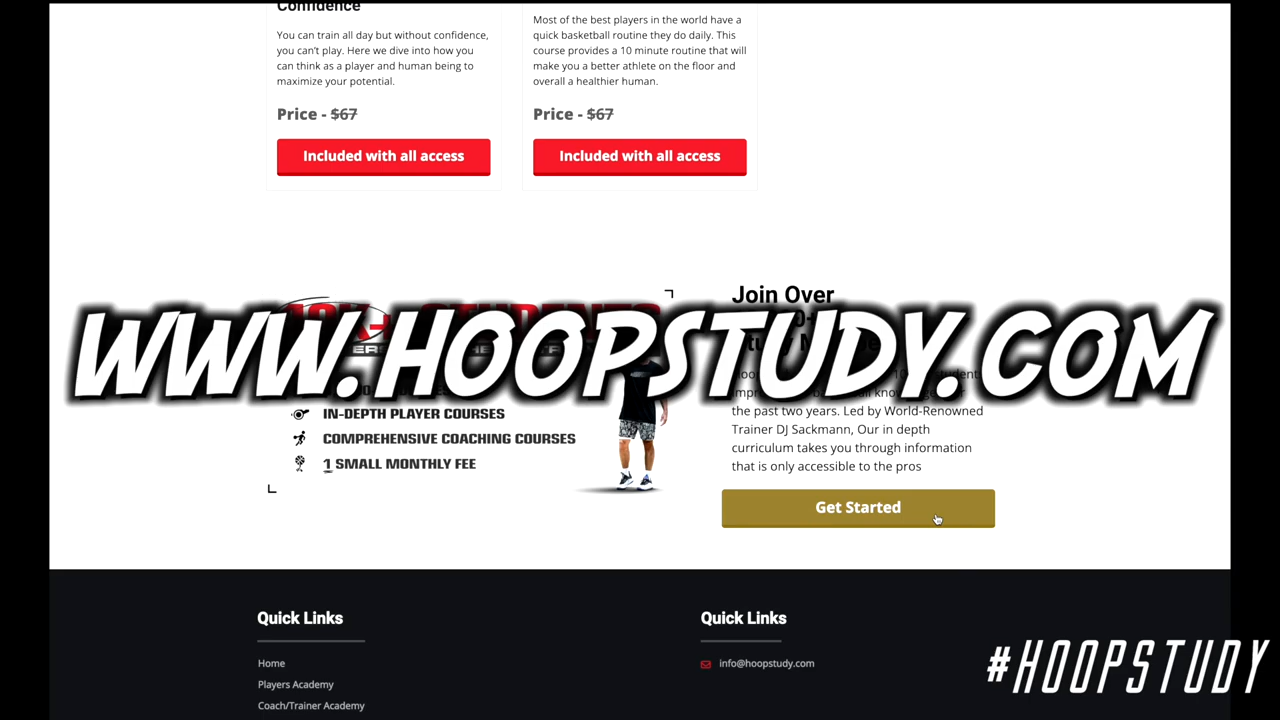 Confidence
You can train all day but without confidence,
you can't play. Here we dive into how you
can think as a player and human being to
maximize your potential.
Price - $67
Included with all access
Most of the best players in the world have a
quick basketball routine they do daily. This
course provides a 10 minute routine that will
make you a better athlete on the floor and
overall a healthier human.
Price - $67
Included with all access
WWW.HOOPSTUDY.COM
IN-DEPTH PLAYER COURSES
COMPREHENSIVE COACHING COURSES
1 SMALL MONTHLY FEE
Join Over
the past two years. Led by World-Renowned
Trainer DJ Sackmann, Our in depth
curriculum takes you through information
that is only accessible to the pros
Get Started
Quick Links
Home
Players Academy
Coach/Trainer Academy
Quick Links
info@hoopstudy.com
#HOOPSTUDY